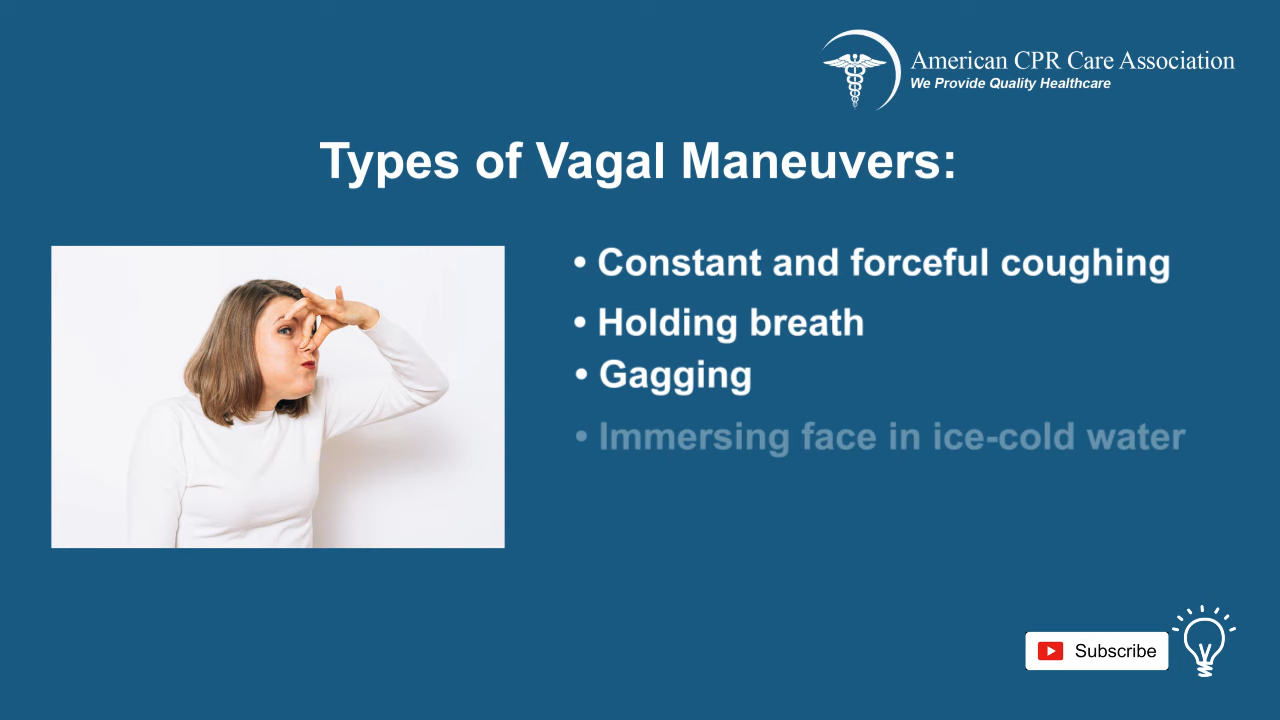 American CPR Care Association
We Provide Quality Healthcare
Types of Vagal Maneuvers:
• Constant and forceful coughing
• Holding breath
• Gagging
• Immersing face in ice-cold water
Subscribe